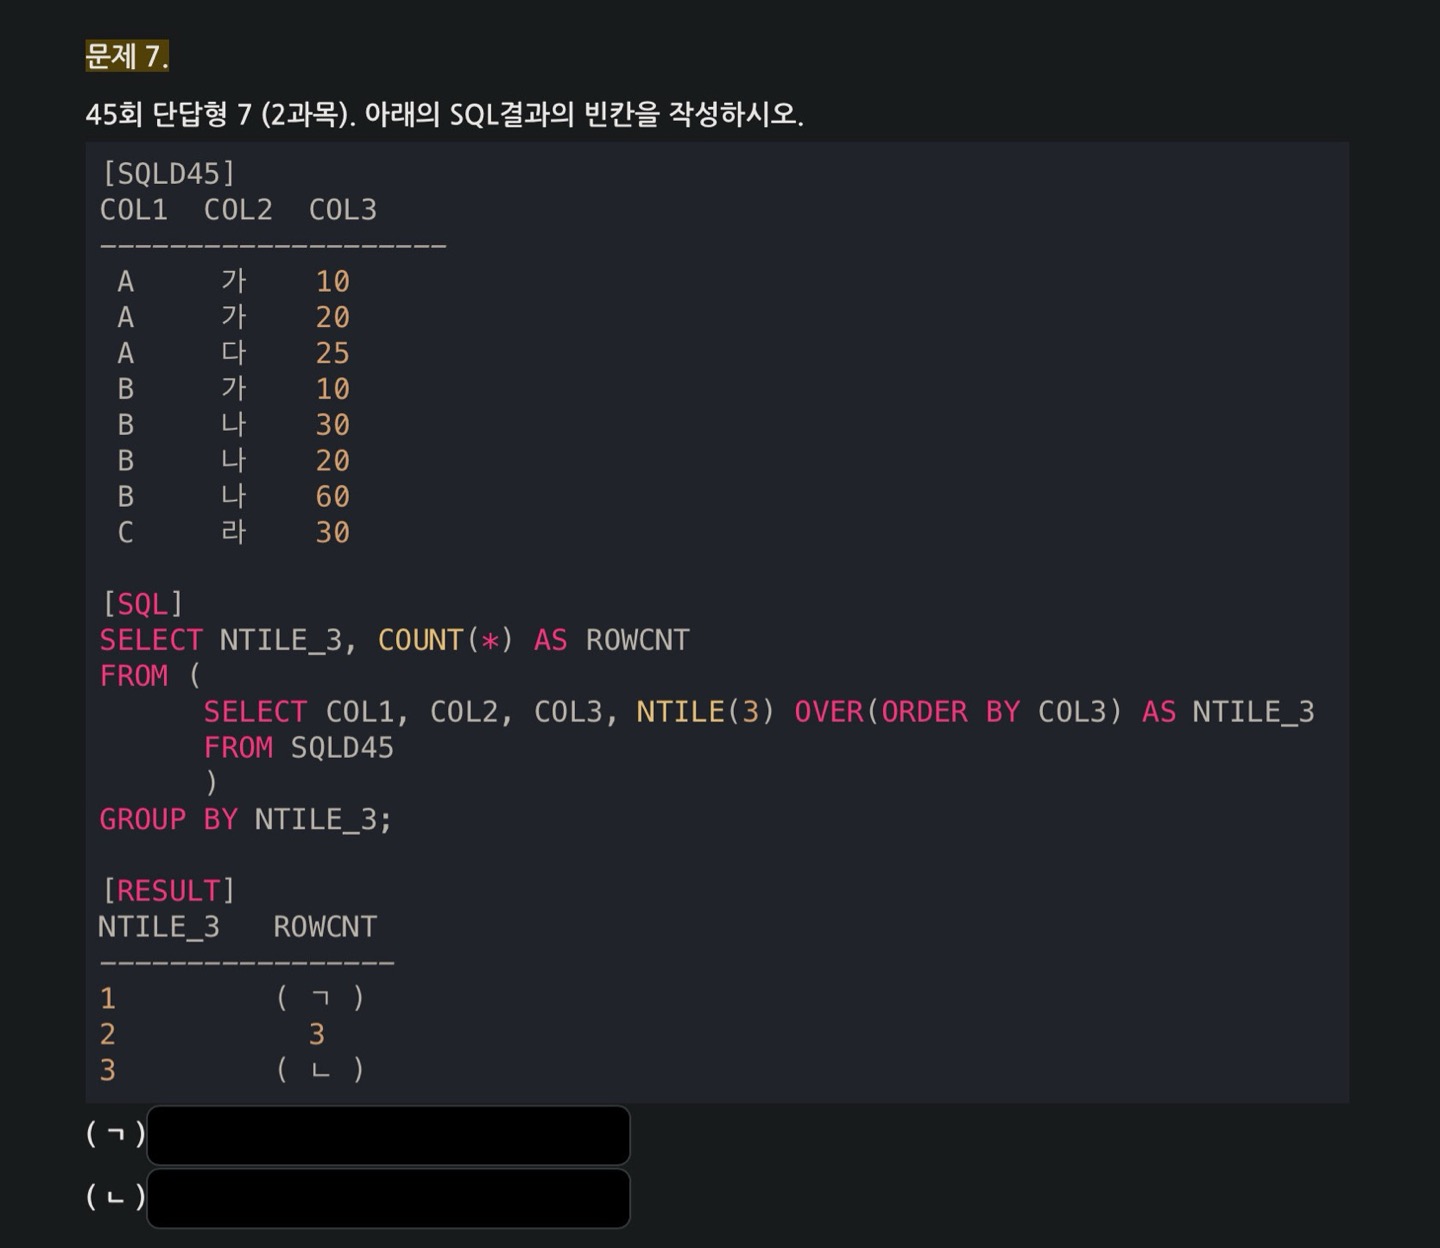 문제 7.
45회 단답형 7 (2과목). 아래의 SQL결과의 빈칸을 작성하시오.
[SQLD45]
COL1 COL2 COL3
--------------------
A 가 10
A 가 20
A 다 25
B 가 10
B 나 30
B 나 20
B 나 60
C 라 30
[SQL]
SELECT NTILE_3, COUNT(*) AS ROWCNT
FROM (
SELECT COL1, COL2, COL3, NTILE(3) OVER(ORDER BY COL3) AS NTILE_3
FROM SQLD45
)
GROUP BY NTILE_3;
[RESULT]
NTILE_3 ROWCNT
-----------------
1 ( ㄱ )
2 3
3 ( ㄴ )
( ㄱ )
( ㄴ )